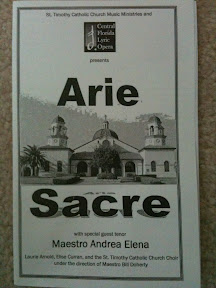 St. Timothy Catholic Church Music Ministries and
Central
Florida
Lyric
Opera
presents
Arie
Sacre
with special guest tenor
Maestro Andrea Elena
Laurie Amold, Elise Curran, and the St. Timothy Catholic Church Choir
under the direction of Maestro Bill Doherty